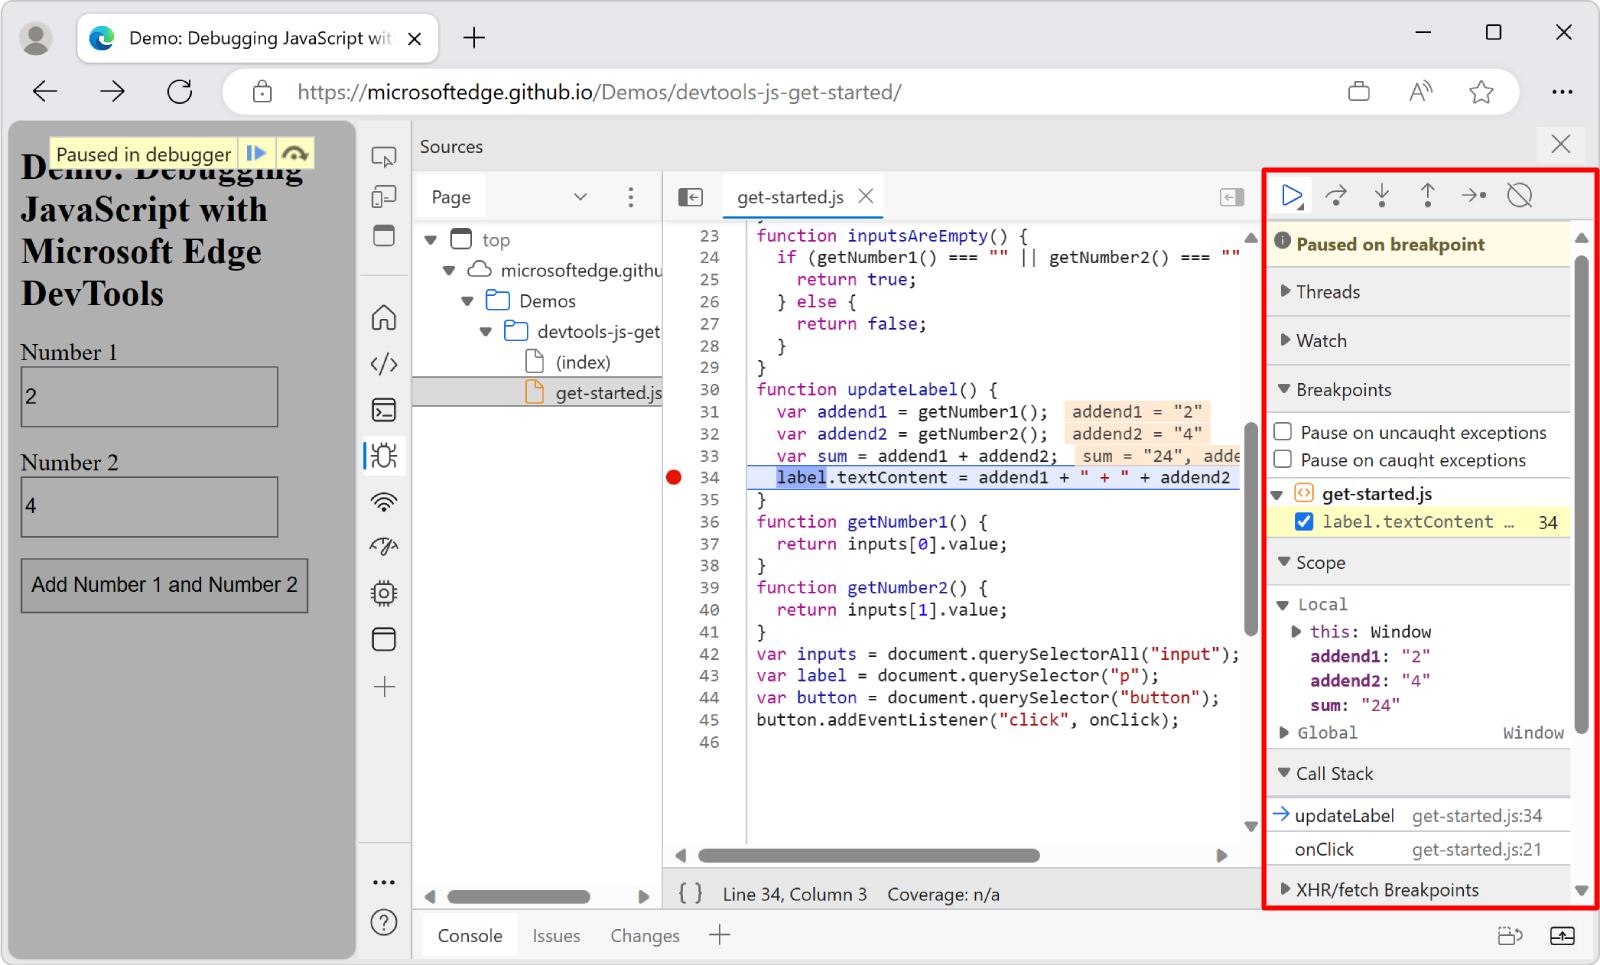 Demo: Debugging JavaScript wit
https://microsoftedge.github.io/Demos/devtools-js-get-started/
Paused in debugger
Demo: Debugging
JavaScript with
Microsoft Edge
DevTools
Number 1
2
Number 2
4
Add Number 1 and Number 2
Sources
Page
top
microsoftedge.githu
Demos
devtools-js-get
(index)
get-started.js
get-started.js
23 function inputsAreEmpty() {
24 if (getNumber1() === "" || getNumber2() === ""
25 return true;
26 } else {
27 return false;
28 }
29 }
30 function updateLabel() {
31 var addend1 = getNumber1(); addend1 = "2"
32 var addend2 = getNumber2(); addend2 = "4"
33 var sum = addend1 + addend2; sum = "24", adde
34 label.textContent = addend1 + " + " + addend2
35 }
36 function getNumber1() {
37 return inputs[0].value;
38 }
39 function getNumber2() {
40 return inputs[1].value;
41 }
42 var inputs = document.querySelectorAll("input");
43 var label = document.querySelector("p");
44 var button = document.querySelector("button");
45 button.addEventListener("click", onClick);
46
{ } Line 34, Column 3 Coverage: n/a
Paused on breakpoint
Threads
Watch
Breakpoints
Pause on uncaught exceptions
Pause on caught exceptions
get-started.js
label.textContent … 34
Scope
Local
this: Window
addend1: "2"
addend2: "4"
sum: "24"
Global Window
Call Stack
updateLabel get-started.js:34
onClick get-started.js:21
XHR/fetch Breakpoints
Console Issues Changes